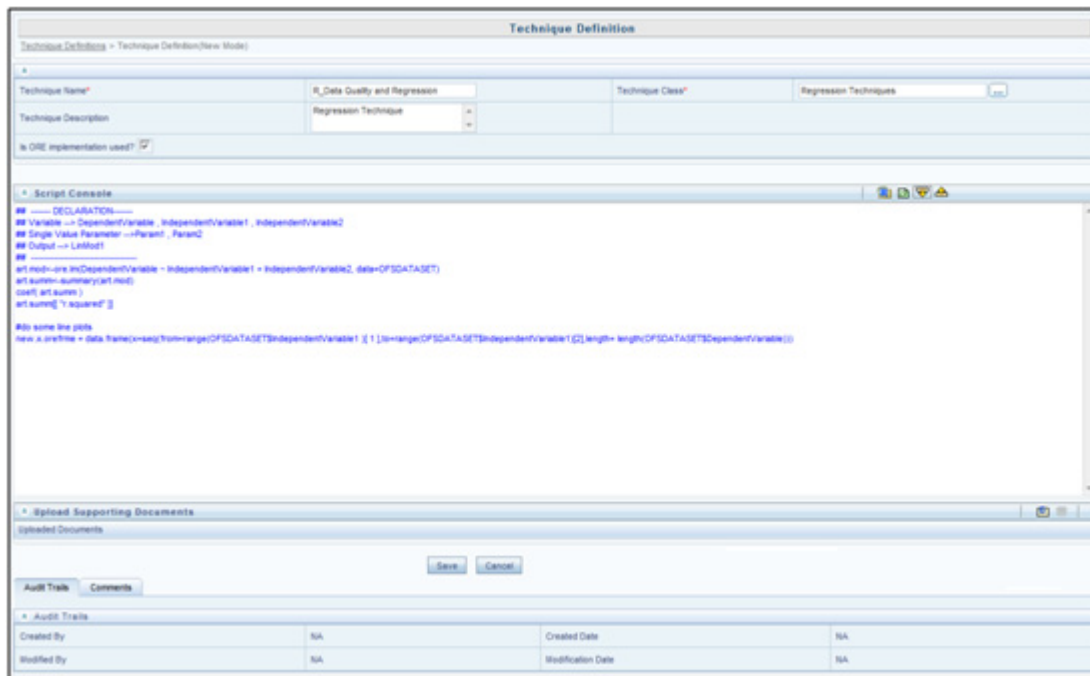 Technique Definition
Technique Definitions > Technique Definition(New Mode)
Technique Name* R_Data Quality and Regression Technique Class* Regression Techniques ...
Technique Description Regression Technique
Is ORE implementation used?
Script Console
## ------- DECLARATION-------
## Variable --> DependentVariable , IndependentVariable1 , IndependentVariable2
## Single Value Parameter -->Param1 , Param2
## Output --> LinMod1
## --------------------------------
art.mod<-ore.lm(DependentVariable ~ IndependentVariable1 + IndependentVariable2, data=OFSDATASET)
art.summ<-summary(art.mod)
coef( art.summ )
art.summ[[ "r.squared" ]]
#do some line plots
new.x.orefrme = data.frame(x=seq(from=range(OFSDATASET$IndependentVariable1 )[ 1 ],to=range(OFSDATASET$IndependentVariable1)[2],length= length(OFSDATASET$DependentVariable)))
Upload Supporting Documents
Uploaded Documents
Save Cancel
Audit Trails Comments
Audit Trails
Created By NA Created Date NA
Modified By NA Modification Date NA